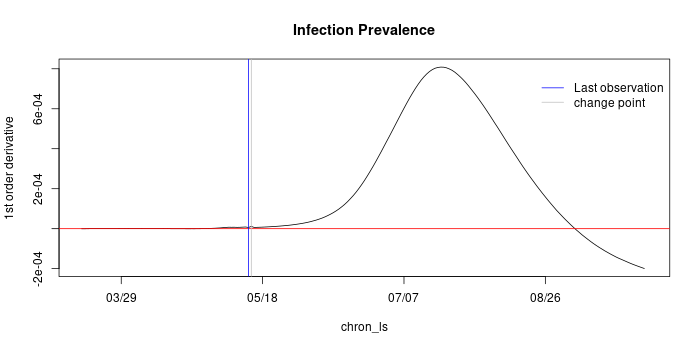 Infection Prevalence
1st order derivative
6e-04
2e-04
-2e-04
Last observation
change point
03/29 05/18 07/07 08/26
chron_ls